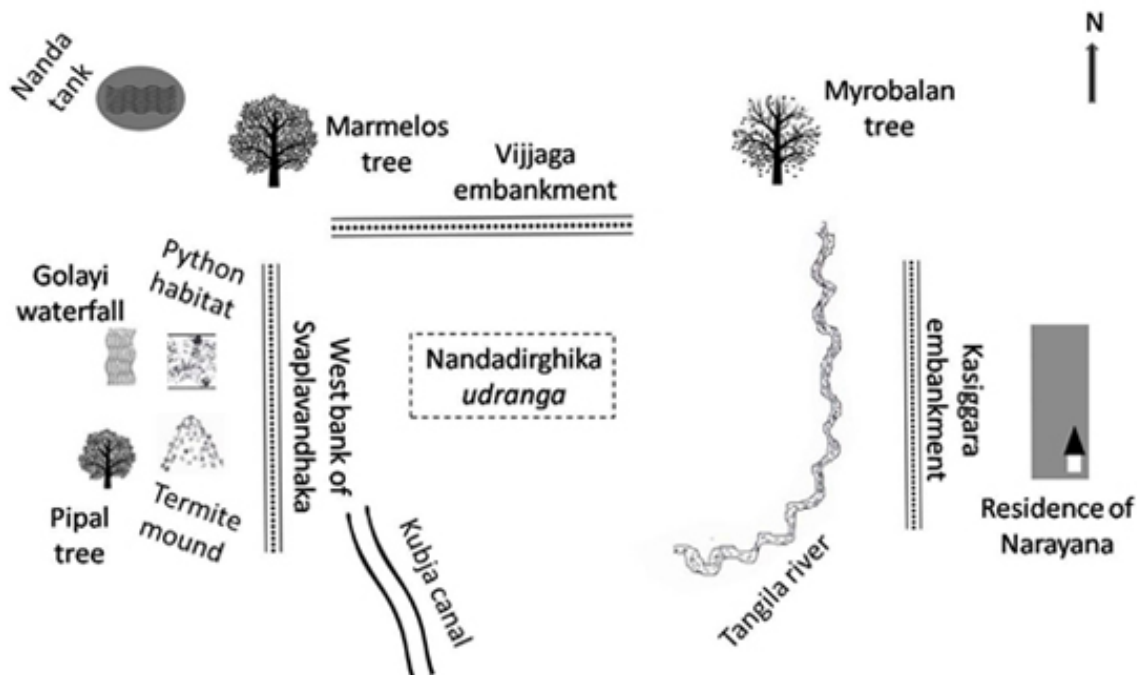 Nanda
tank
Marmelos
tree
Vijjaga
embankment
Myrobalan
tree
N
Golayi
waterfall
Python
habitat
West bank of
Svaplavandhaka
Nandadirghika
udranga
Kasiggara
embankment
Pipal
tree
Termite
mound
Kubja canal
Tangila river
Residence of
Narayana